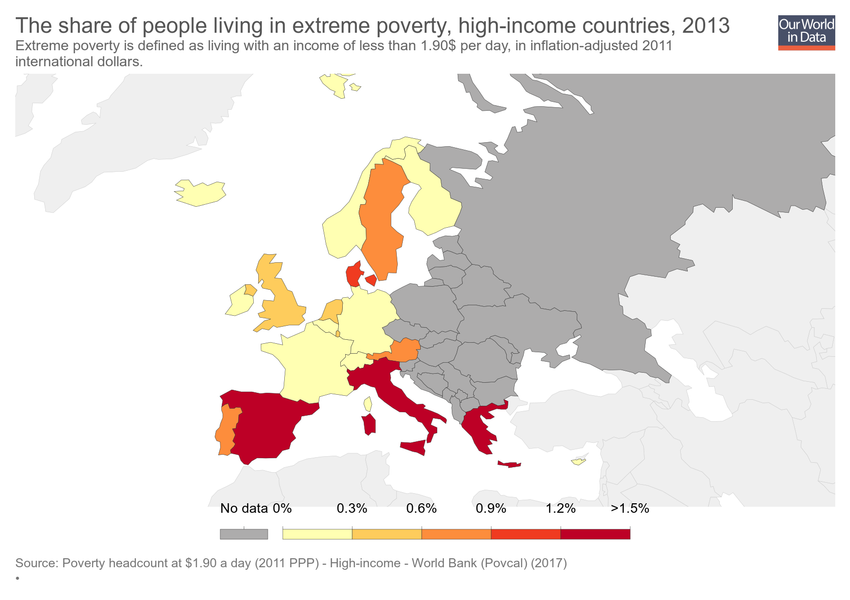 The share of people living in extreme poverty, high-income countries, 2013
Extreme poverty is defined as living with an income of less than 1.90$ per day, in inflation-adjusted 2011
international dollars.
Our World
in Data
No data 0% 0.3% 0.6% 0.9% 1.2% >1.5%
Source: Poverty headcount at $1.90 a day (2011 PPP) - High-income - World Bank (Povcal) (2017)
•